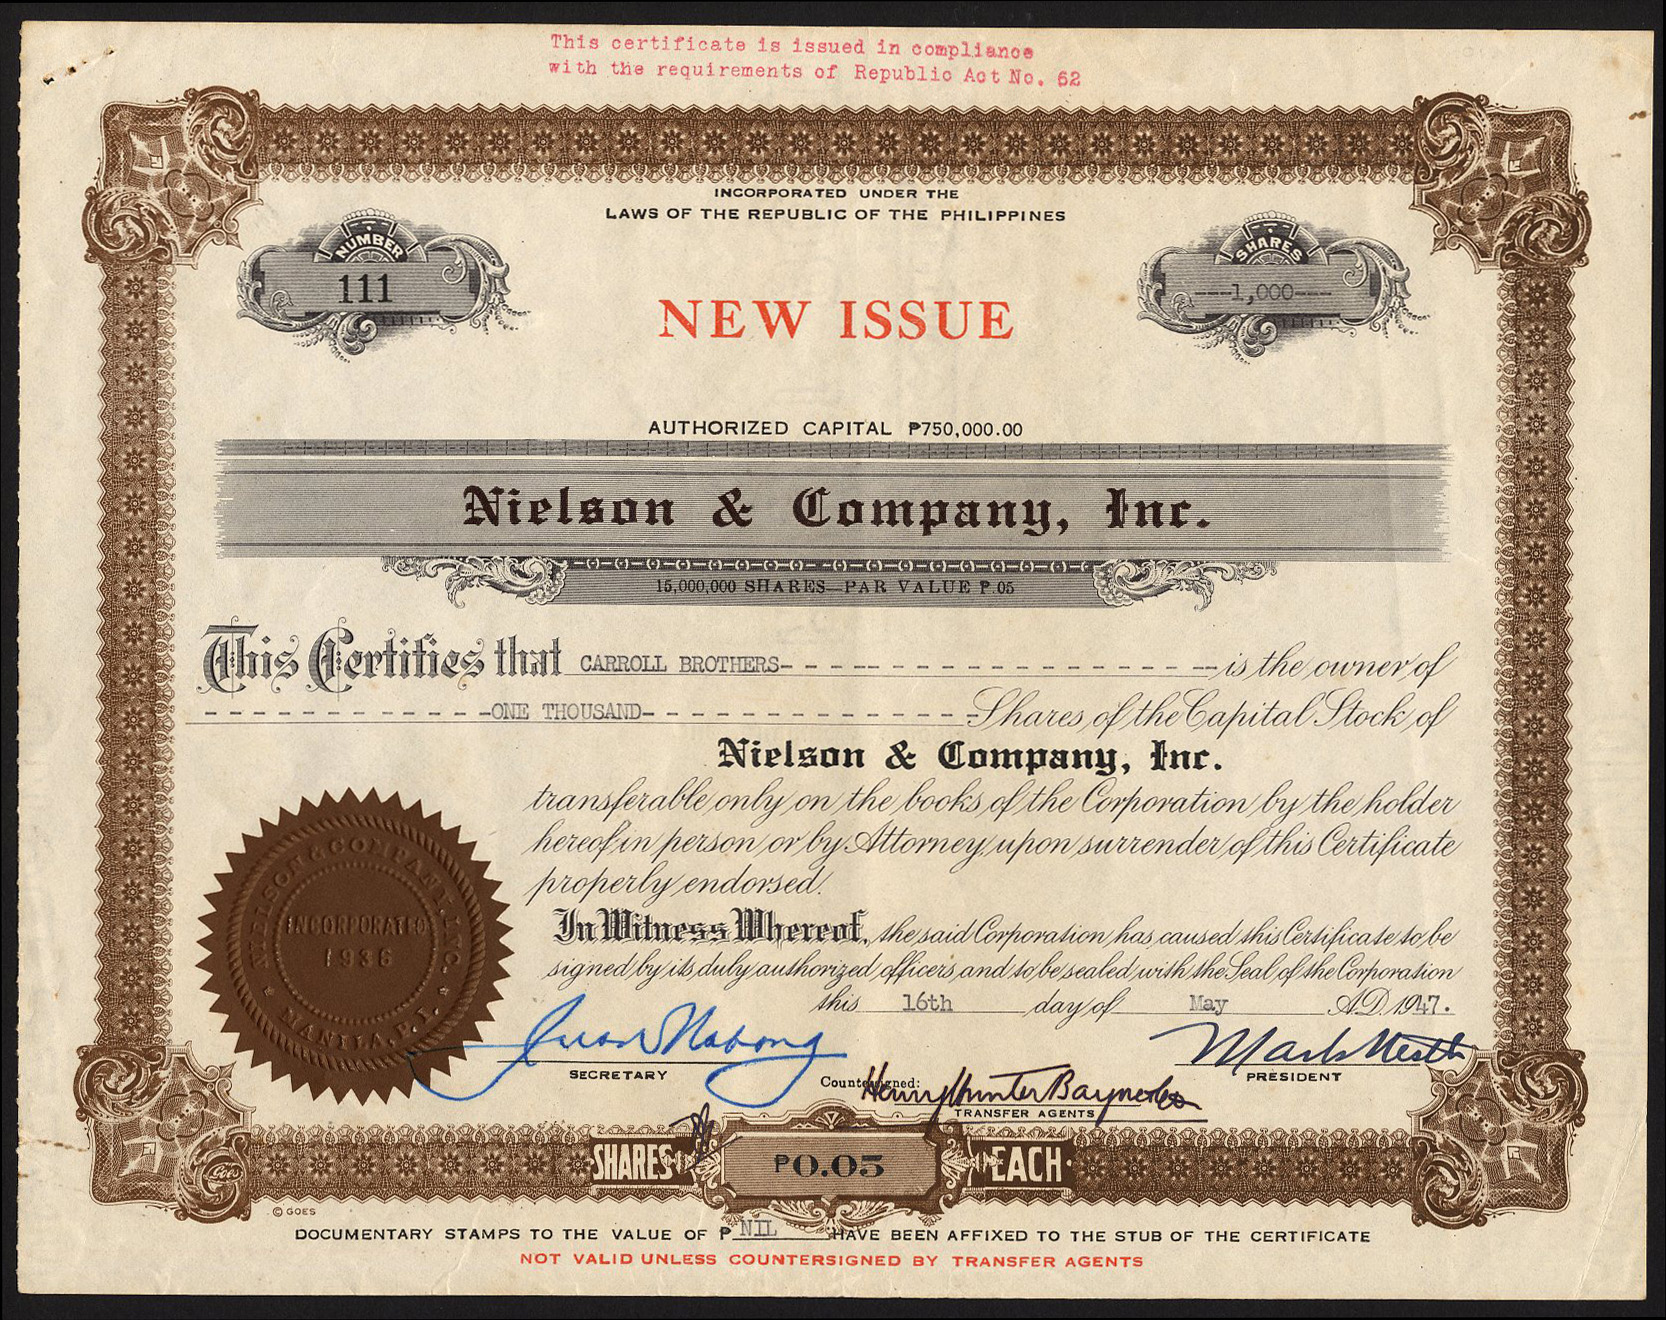 This certificate is issued in compliance
with the requirements of Republic Act No. 62
INCORPORATED UNDER THE
LAWS OF THE REPUBLIC OF THE PHILIPPINES
NUMBER
111
SHARES
---1,000----
NEW ISSUE
AUTHORIZED CAPITAL ₱750,000.00
Nielson & Company, Inc.
15,000,000 SHARES—PAR VALUE ₱.05
This Certifies that CARROLL BROTHERS- - - - - - - - - - - - - - - - - - - is the owner of
- - - - - - - - - - - - -ONE THOUSAND- - - - - - - - - - - - - - - Shares of the Capital Stock of
Nielson & Company, Inc.
transferable only on the books of the Corporation by the holder
hereof in person or by Attorney, upon surrender of this Certificate
properly endorsed.
In Witness Whereof, the said Corporation has caused this Certificate to be
signed by its duly authorized officers and to be sealed with the Seal of the Corporation
this 16th day of May A.D. 1947.
NIELSON & COMPANY, INC.
INCORPORATED
1936
MANILA, P.I.
Juan Nabong
SECRETARY
PRESIDENT
Countersigned:
Henry Hunter Bayne & Co
TRANSFER AGENTS
SHARES
₱0.05
EACH
Goes
© GOES
DOCUMENTARY STAMPS TO THE VALUE OF ₱ NIL HAVE BEEN AFFIXED TO THE STUB OF THE CERTIFICATE
NOT VALID UNLESS COUNTERSIGNED BY TRANSFER AGENTS